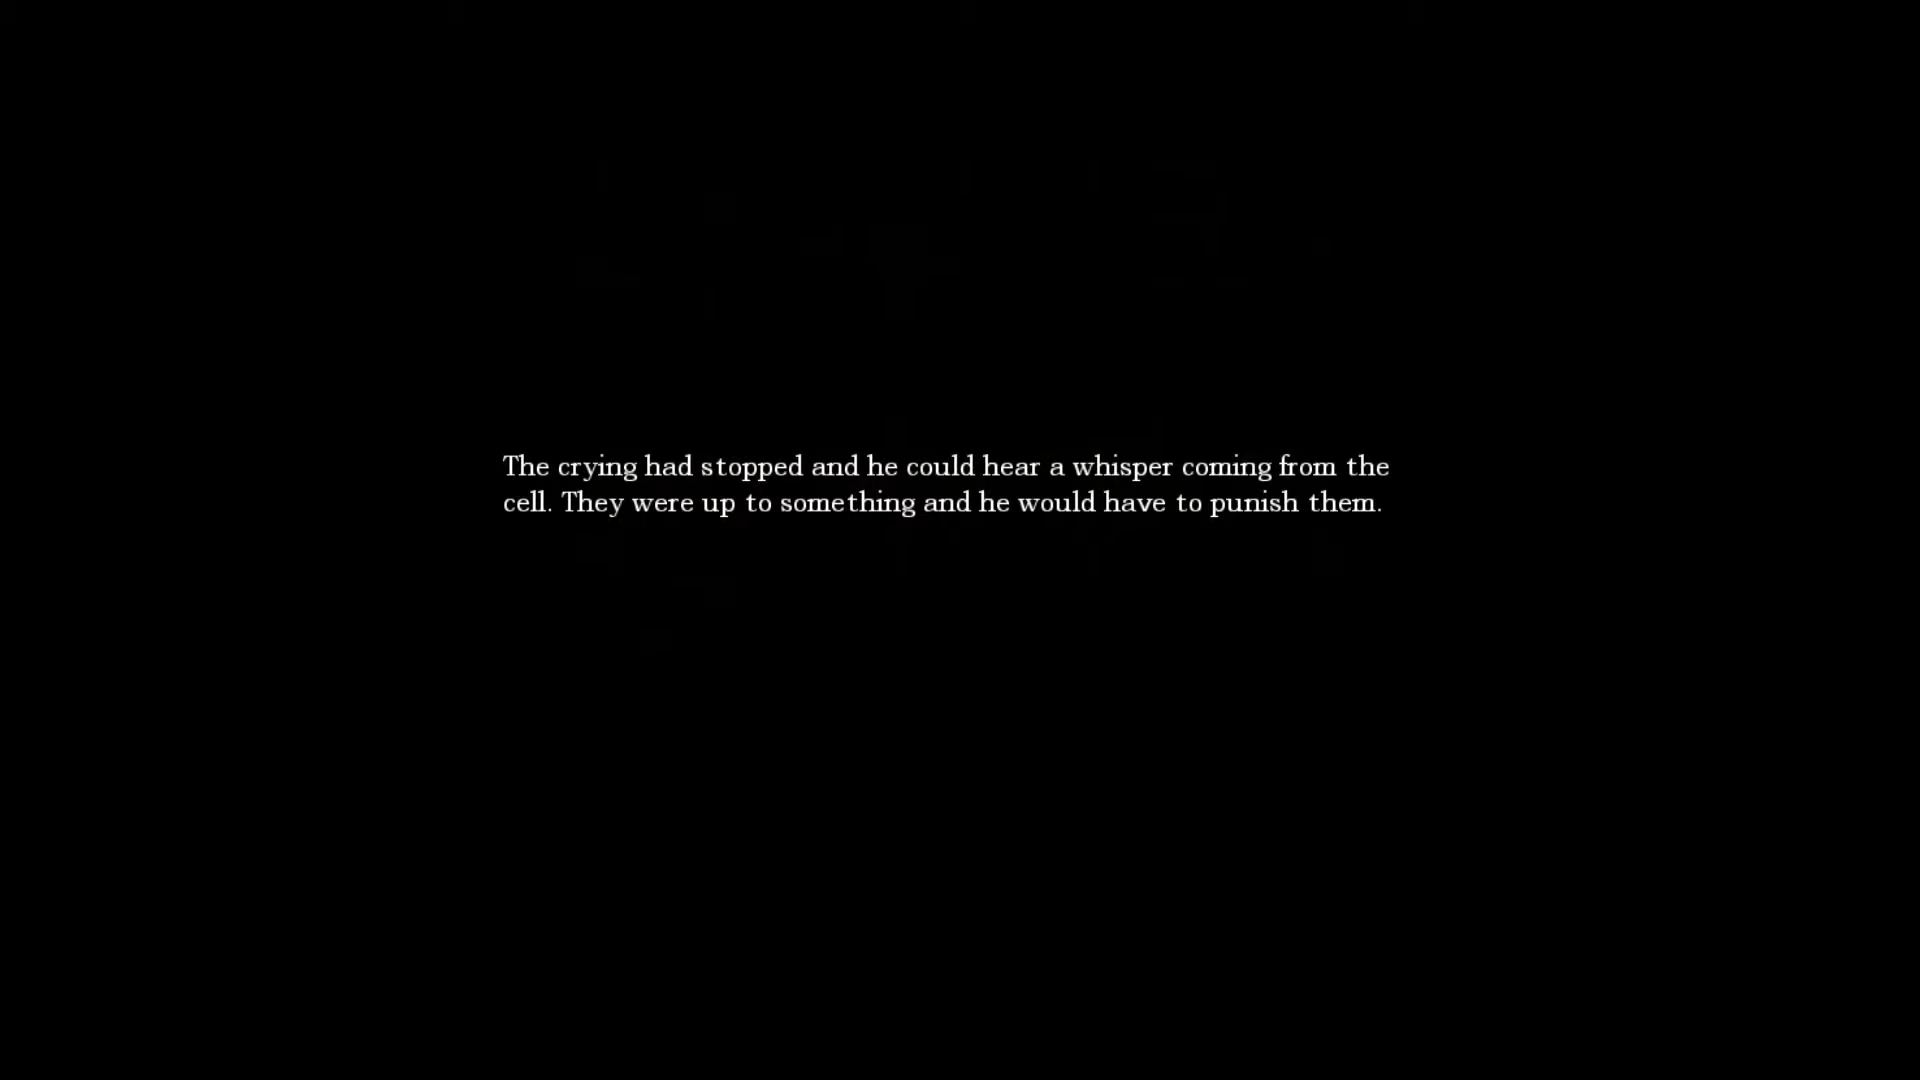 The crying had stopped and he could hear a whisper coming from the
cell. They were up to something and he would have to punish them.